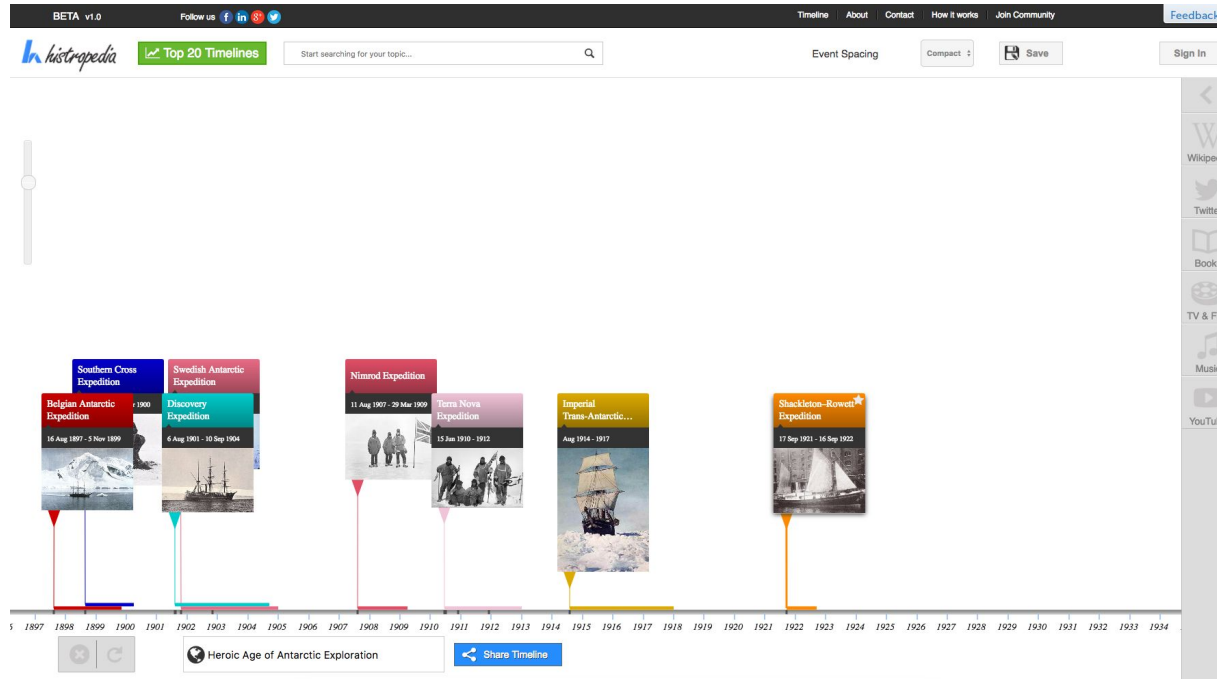 BETA v1.0
Follow us
Timeline
About
Contact
How it works
Join Community
Feedback
histropedia
Top 20 Timelines
Start searching for your topic...
Event Spacing
Compact
Save
Sign In
Wikipe
Twitte
Book
TV & F
Music
YouTu
Southern Cross
Expedition
1900
Swedish Antarctic
Expedition
Belgian Antarctic
Expedition
16 Aug 1897 - 5 Nov 1899
Discovery
Expedition
6 Aug 1901 - 10 Sep 1904
Nimrod Expedition
11 Aug 1907 - 29 Mar 1909
Terra Nova
Expedition
15 Jun 1910 - 1912
Imperial
Trans-Antarctic...
Aug 1914 - 1917
Shackleton–Rowett
Expedition
17 Sep 1921 - 16 Sep 1922
1897 1898 1899 1900 1901 1902 1903 1904 1905 1906 1907 1908 1909 1910 1911 1912 1913 1914 1915 1916 1917 1918 1919 1920 1921 1922 1923 1924 1925 1926 1927 1928 1929 1930 1931 1932 1933 1934
Heroic Age of Antarctic Exploration
Share Timeline